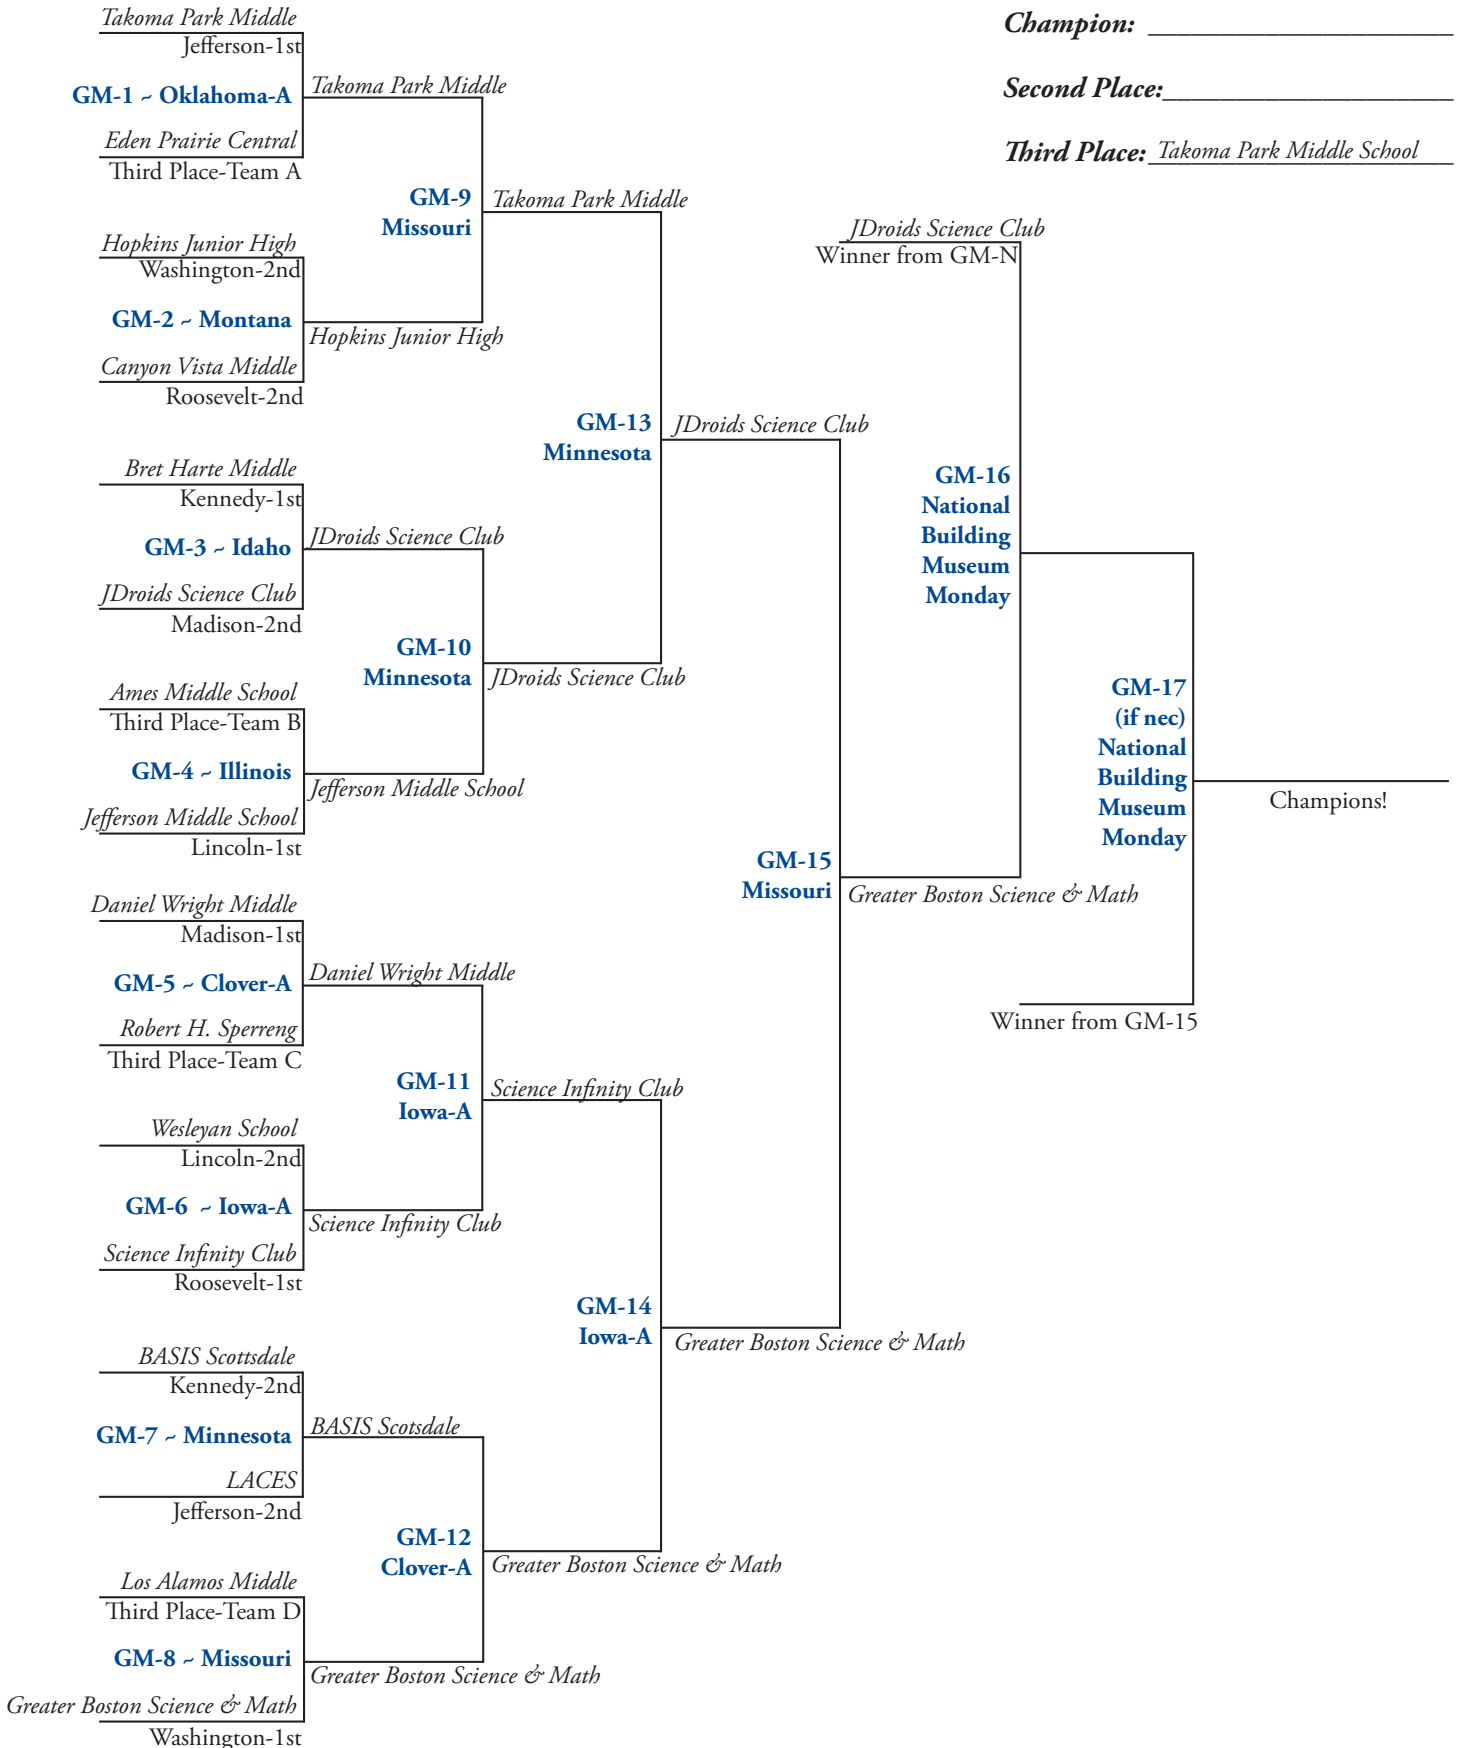 Takoma Park Middle
Jefferson-1st
GM-1 ~ Oklahoma-A
Takoma Park Middle
Eden Prairie Central
Third Place-Team A
GM-9
Missouri
Takoma Park Middle
Hopkins Junior High
Washington-2nd
GM-2 ~ Montana
Hopkins Junior High
Canyon Vista Middle
Roosevelt-2nd
GM-13
Minnesota
JDroids Science Club
Bret Harte Middle
Kennedy-1st
GM-3 ~ Idaho
JDroids Science Club
JDroids Science Club
Madison-2nd
GM-10
Minnesota
JDroids Science Club
Ames Middle School
Third Place-Team B
GM-4 ~ Illinois
Jefferson Middle School
Jefferson Middle School
Lincoln-1st
GM-15
Missouri
Greater Boston Science & Math
Daniel Wright Middle
Madison-1st
GM-5 ~ Clover-A
Daniel Wright Middle
Robert H. Sperreng
Third Place-Team C
GM-11
Iowa-A
Science Infinity Club
Wesleyan School
Lincoln-2nd
GM-6 ~ Iowa-A
Science Infinity Club
Science Infinity Club
Roosevelt-1st
GM-14
Iowa-A
Greater Boston Science & Math
BASIS Scottsdale
Kennedy-2nd
GM-7 ~ Minnesota
BASIS Scotsdale
LACES
Jefferson-2nd
GM-12
Clover-A
Greater Boston Science & Math
Los Alamos Middle
Third Place-Team D
GM-8 ~ Missouri
Greater Boston Science & Math
Greater Boston Science & Math
Washington-1st
Champion: ______________________
Second Place:_____________________
Third Place: Takoma Park Middle School
JDroids Science Club
Winner from GM-N
GM-16
National
Building
Museum
Monday
GM-17
(if nec)
National
Building
Museum
Monday
Champions!
Winner from GM-15